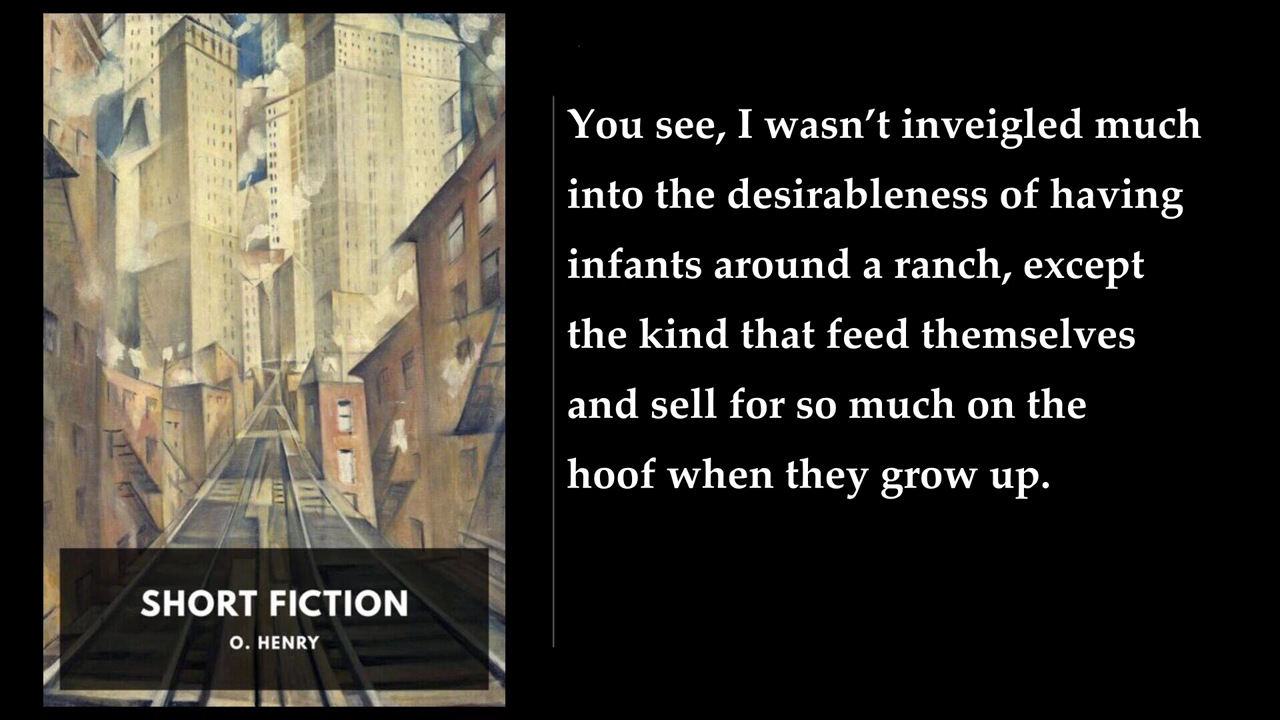 SHORT FICTION
O. HENRY
You see, I wasn’t inveigled much
into the desirableness of having
infants around a ranch, except
the kind that feed themselves
and sell for so much on the
hoof when they grow up.